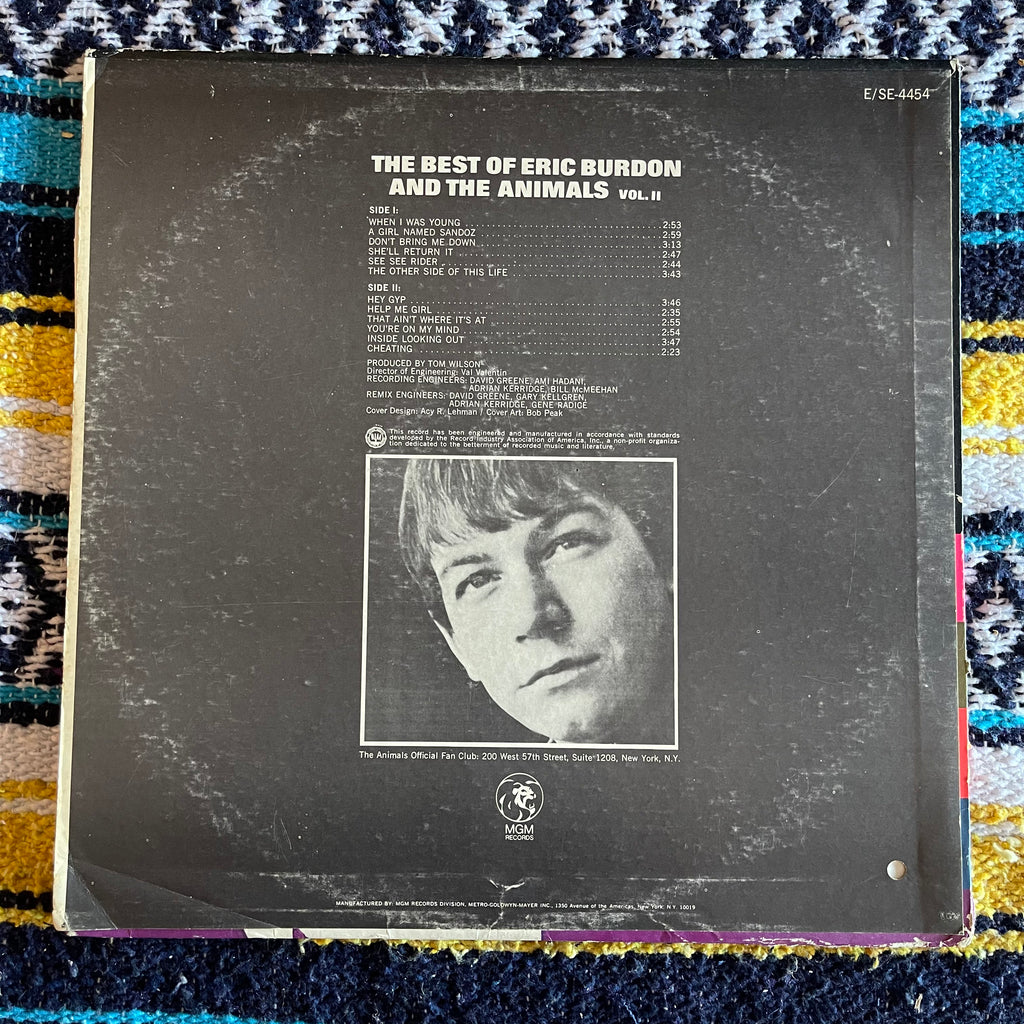 E/SE-4454
THE BEST OF ERIC BURDON
AND THE ANIMALS VOL. II
SIDE I:
WHEN I WAS YOUNG 2:53
A GIRL NAMED SANDOZ 2:59
DON'T BRING ME DOWN 3:13
SHE'LL RETURN IT 2:47
SEE SEE RIDER 2:44
THE OTHER SIDE OF THIS LIFE 3:43
SIDE II:
HEY GYP 3:46
HELP ME GIRL 2:35
THAT AIN'T WHERE IT'S AT 2:55
YOU'RE ON MY MIND 2:54
INSIDE LOOKING OUT 3:47
CHEATING 2:23
PRODUCED BY TOM WILSON
Director of Engineering: Val Valentin
RECORDING ENGINEERS: DAVID GREENE, AMI HADANI,
ADRIAN KERRIDGE, BILL McMEEHAN
REMIX ENGINEERS: DAVID GREENE, GARY KELLGREN,
ADRIAN KERRIDGE, GENE RADICE
Cover Design: Acy R. Lehman / Cover Art: Bob Peak
This record has been engineered and manufactured in accordance with standards
developed by the Record Industry Association of America, Inc., a non-profit organiza-
tion dedicated to the betterment of recorded music and literature.
The Animals Official Fan Club: 200 West 57th Street, Suite 1208, New York, N.Y.
MGM
RECORDS
MANUFACTURED BY: MGM RECORDS DIVISION, METRO-GOLDWYN-MAYER INC., 1350 Avenue of the Americas, New York, N.Y. 10019